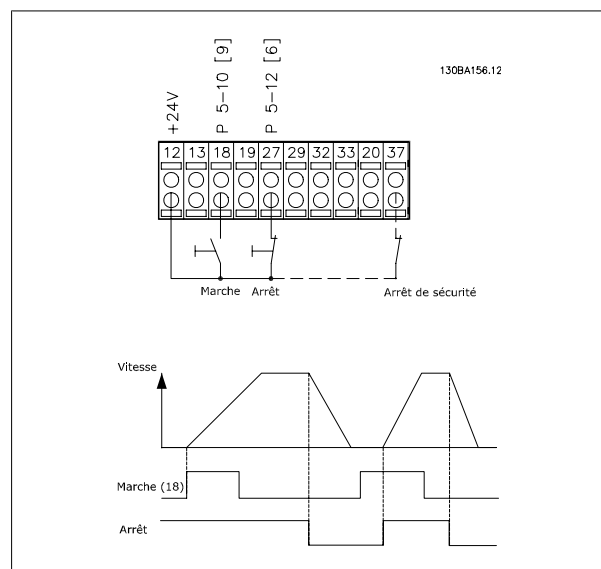 +24V
P 5-10 [9]
P 5-12 [6]
130BA156.12
12 13 18 19 27 29 32 33 20 37
Marche Arrêt Arrêt de sécurité
Vitesse
Marche (18)
Arrêt